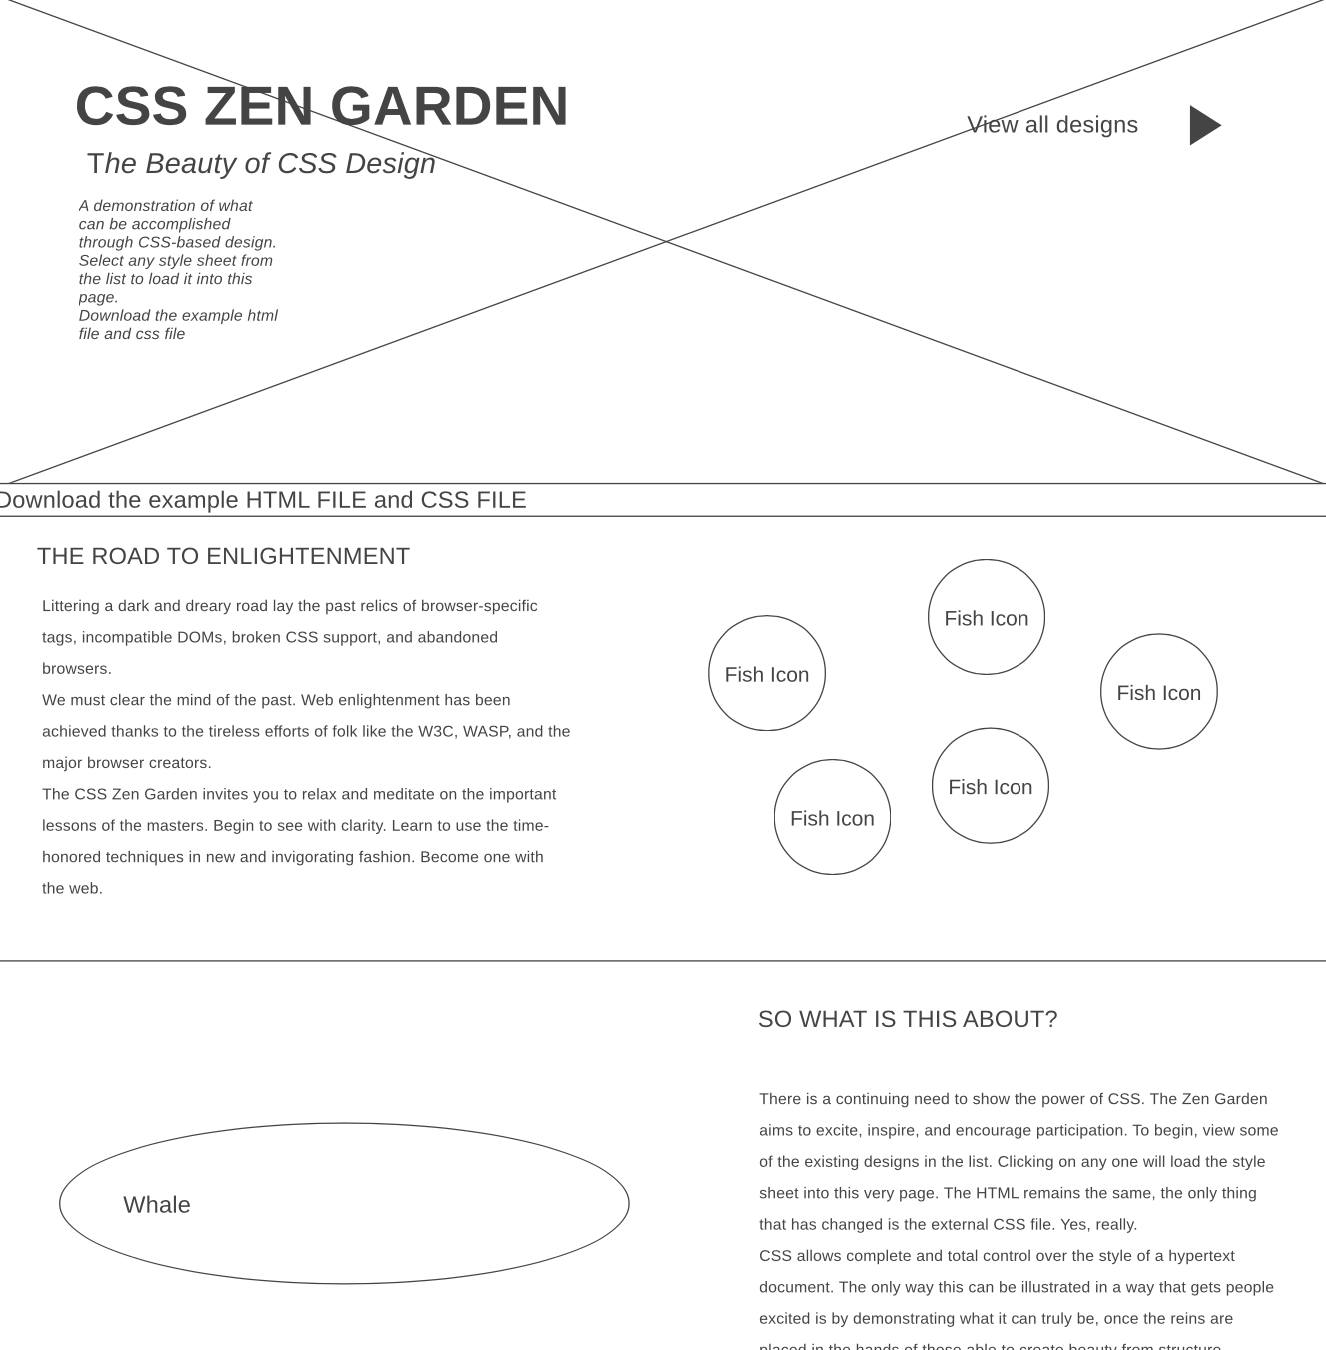 CSS ZEN GARDEN
View all designs
The Beauty of CSS Design
A demonstration of what
can be accomplished
through CSS-based design.
Select any style sheet from
the list to load it into this
page.
Download the example html
file and css file
Download the example HTML FILE and CSS FILE
THE ROAD TO ENLIGHTENMENT
Littering a dark and dreary road lay the past relics of browser-specific
tags, incompatible DOMs, broken CSS support, and abandoned
browsers.
We must clear the mind of the past. Web enlightenment has been
achieved thanks to the tireless efforts of folk like the W3C, WASP, and the
major browser creators.
The CSS Zen Garden invites you to relax and meditate on the important
lessons of the masters. Begin to see with clarity. Learn to use the time-
honored techniques in new and invigorating fashion. Become one with
the web.
Fish Icon
Fish Icon
Fish Icon
Fish Icon
Fish Icon
Whale
SO WHAT IS THIS ABOUT?
There is a continuing need to show the power of CSS. The Zen Garden
aims to excite, inspire, and encourage participation. To begin, view some
of the existing designs in the list. Clicking on any one will load the style
sheet into this very page. The HTML remains the same, the only thing
that has changed is the external CSS file. Yes, really.
CSS allows complete and total control over the style of a hypertext
document. The only way this can be illustrated in a way that gets people
excited is by demonstrating what it can truly be, once the reins are
placed in the hands of those able to create beauty from structure.